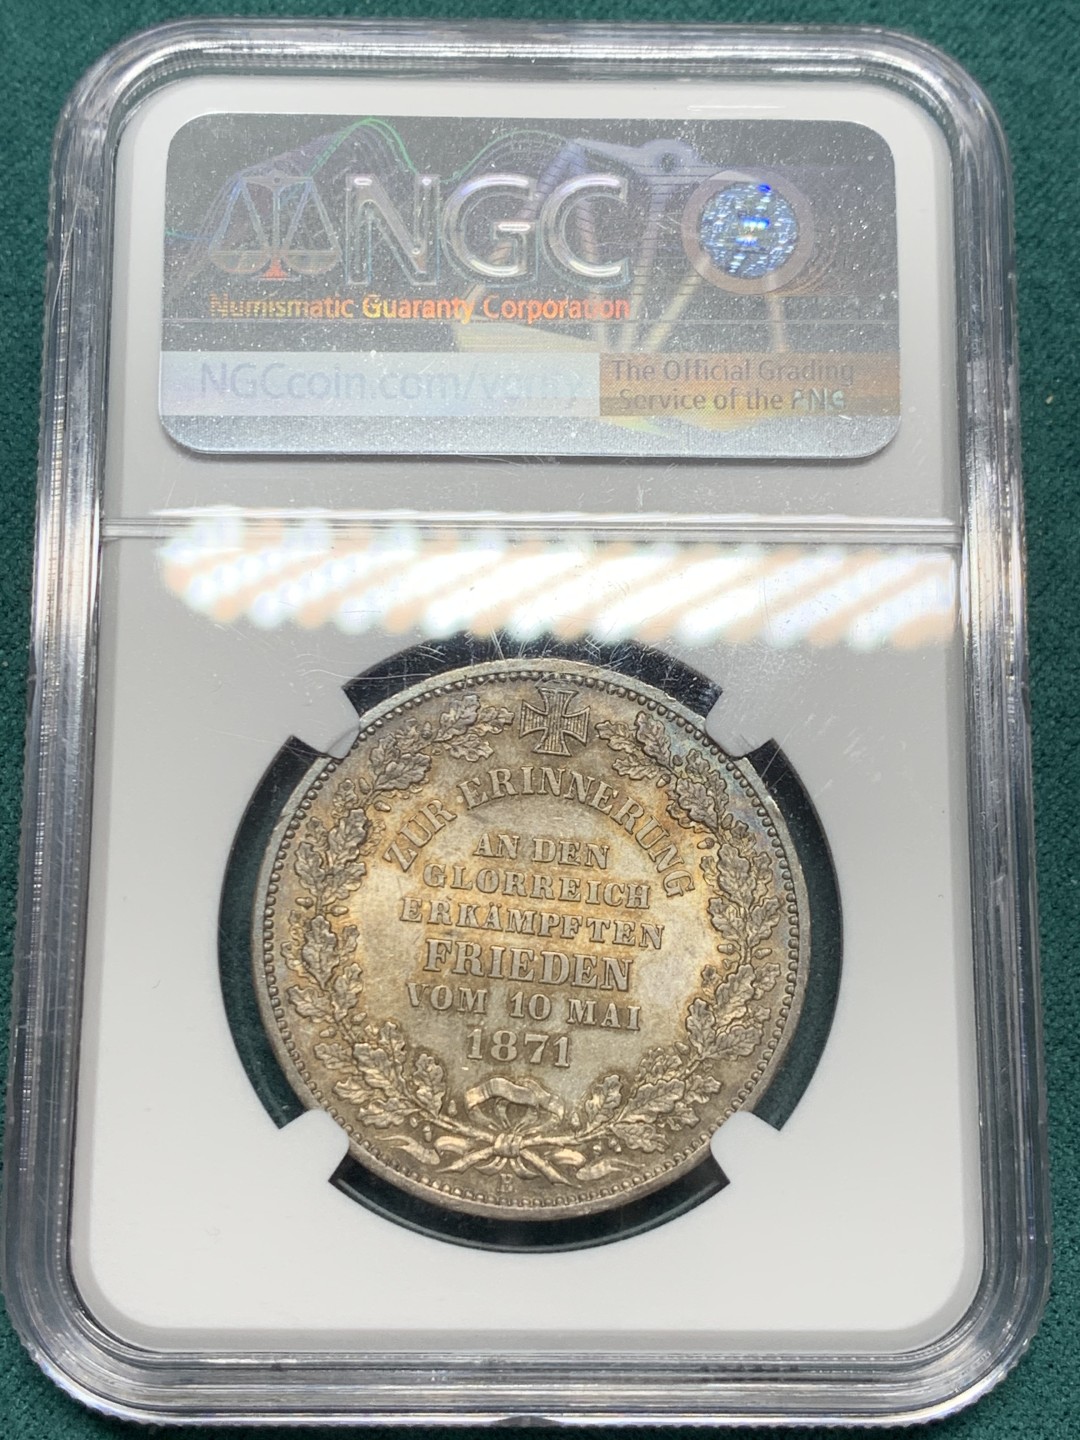 NGC
Numismatic Guaranty Corporation
NGCcoin.com/verify
The Official Grading
Service of the PNG
ZUR ERINNERUNG
AN DEN
GLORREICH
ERKÄMPFTEN
FRIEDEN
VOM 10 MAI
1871
B